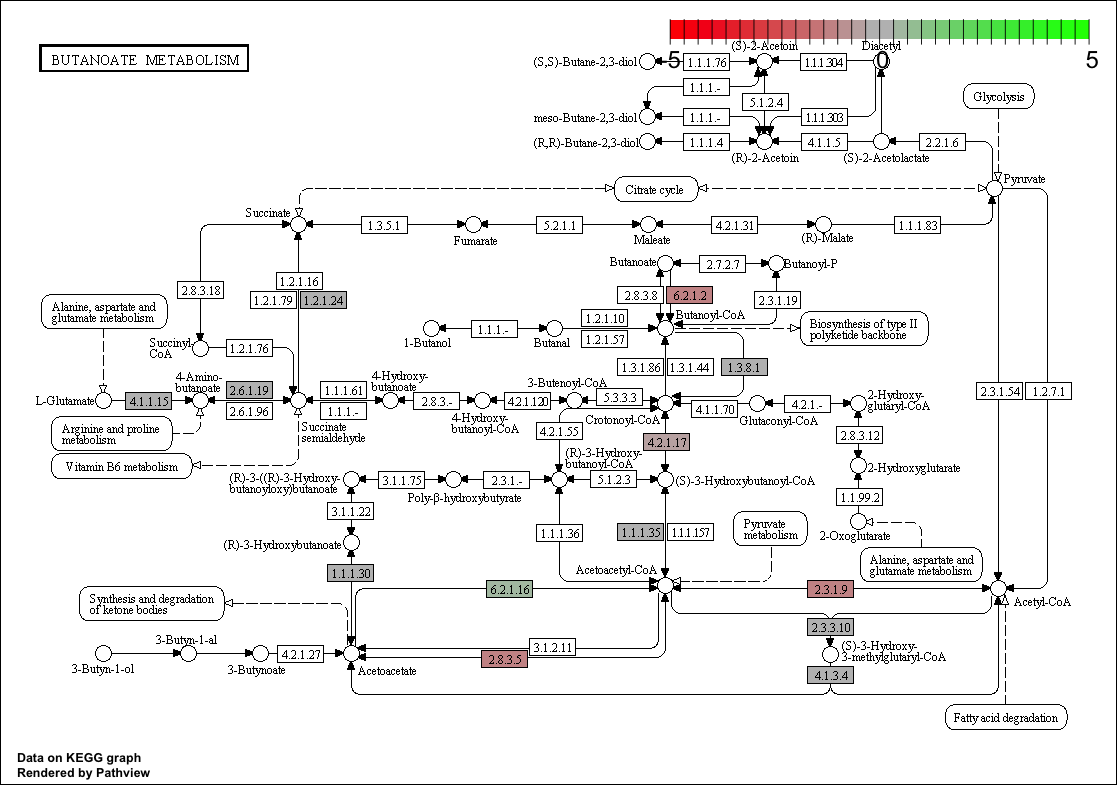 BUTANOATE METABOLISM
5
0
5
(S)-2-Acetoin
Diacetyl
(S,S)-Butane-2,3-diol
1.1.1.76
1.1.1.304
1.1.1.-
5.1.2.4
meso-Butane-2,3-diol
1.1.1.-
1.1.1.303
(R,R)-Butane-2,3-diol
1.1.1.4
4.1.1.5
2.2.1.6
(R)-2-Acetoin
(S)-2-Acetolactate
Glycolysis
Pyruvate
Citrate cycle
Succinate
1.3.5.1
5.2.1.1
4.2.1.31
1.1.1.83
Fumarate
Maleate
(R)-Malate
Butanoate
2.7.2.7
Butanoyl-P
2.8.3.18
1.2.1.16
1.2.1.79
1.2.1.24
2.8.3.8
6.2.1.2
2.3.1.19
Alanine, aspartate and
glutamate metabolism
Butanoyl-CoA
1.1.1.-
1.2.1.10
1.2.1.57
Biosynthesis of type II
polyketide backbone
1-Butanol
Butanal
Succinyl-
CoA
1.2.1.76
1.3.1.86
1.3.1.44
1.3.8.1
4-Amino-
butanoate
2.6.1.19
2.6.1.96
1.1.1.61
1.1.1.-
4-Hydroxy-
butanoate
3-Butenoyl-CoA
L-Glutamate
4.1.1.15
2.8.3.-
4.2.1.120
5.3.3.3
4.1.1.70
4.2.1.-
2-Hydroxy-
glutaryl-CoA
2.3.1.54
1.2.7.1
4-Hydroxy-
butanoyl-CoA
Crotonoyl-CoA
Glutaconyl-CoA
Arginine and proline
metabolism
Succinate
semialdehyde
4.2.1.55
4.2.1.17
2.8.3.12
Vitamin B6 metabolism
(R)-3-Hydroxy-
butanoyl-CoA
2-Hydroxyglutarate
(R)-3-((R)-3-Hydroxy-
butanoyloxy)butanoate
3.1.1.75
2.3.1.-
5.1.2.3
(S)-3-Hydroxybutanoyl-CoA
Poly-β-hydroxybutyrate
1.1.99.2
3.1.1.22
1.1.1.36
1.1.1.35
1.1.1.157
Pyruvate
metabolism
2-Oxoglutarate
(R)-3-Hydroxybutanoate
Alanine, aspartate and
glutamate metabolism
1.1.1.30
Acetoacetyl-CoA
6.2.1.16
2.3.1.9
Synthesis and degradation
of ketone bodies
Acetyl-CoA
2.3.3.10
3-Butyn-1-al
3.1.2.11
(S)-3-Hydroxy-
3-methylglutaryl-CoA
4.2.1.27
2.8.3.5
3-Butyn-1-ol
3-Butynoate
Acetoacetate
4.1.3.4
Fatty acid degradation
Data on KEGG graph
Rendered by Pathview